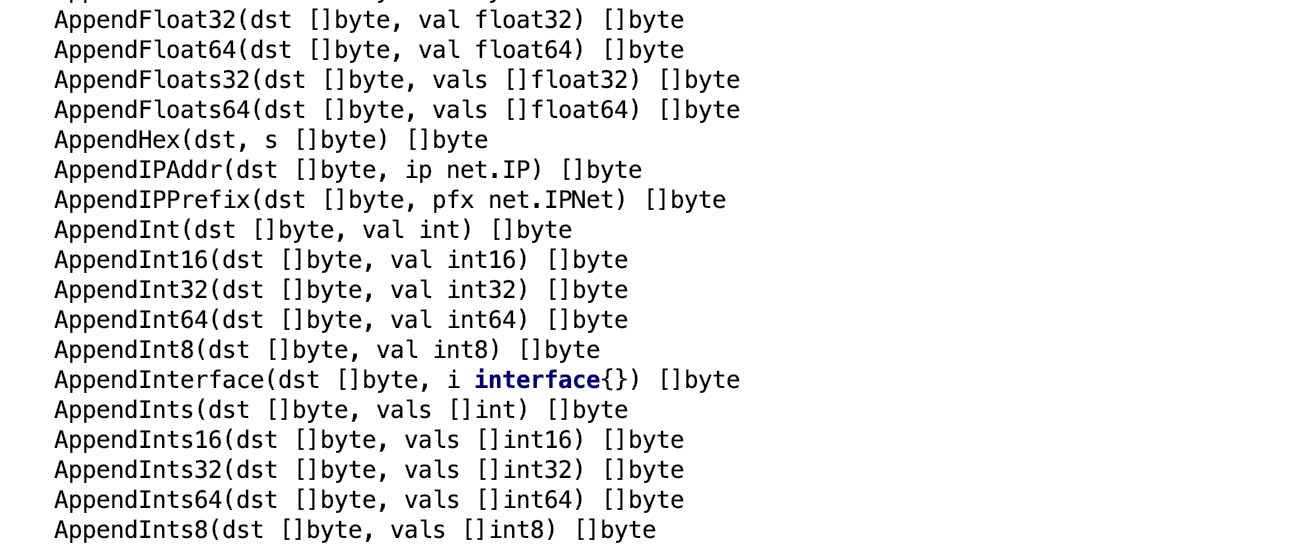 AppendFloat32(dst []byte, val float32) []byte
AppendFloat64(dst []byte, val float64) []byte
AppendFloats32(dst []byte, vals []float32) []byte
AppendFloats64(dst []byte, vals []float64) []byte
AppendHex(dst, s []byte) []byte
AppendIPAddr(dst []byte, ip net.IP) []byte
AppendIPPrefix(dst []byte, pfx net.IPNet) []byte
AppendInt(dst []byte, val int) []byte
AppendInt16(dst []byte, val int16) []byte
AppendInt32(dst []byte, val int32) []byte
AppendInt64(dst []byte, val int64) []byte
AppendInt8(dst []byte, val int8) []byte
AppendInterface(dst []byte, i interface{}) []byte
AppendInts(dst []byte, vals []int) []byte
AppendInts16(dst []byte, vals []int16) []byte
AppendInts32(dst []byte, vals []int32) []byte
AppendInts64(dst []byte, vals []int64) []byte
AppendInts8(dst []byte, vals []int8) []byte